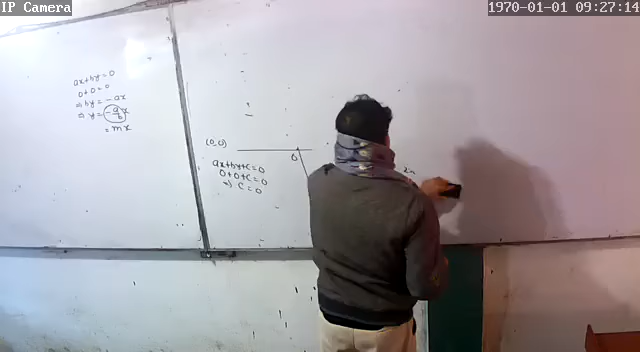 IP Camera
1970-01-01 09:27:14
ax+by=0
0+0=0
⇒ by = -ax
⇒ y = -a/b x
= mx
(0,0)
O
ax+by+c=0
0+0+c=0
⇒ c=0